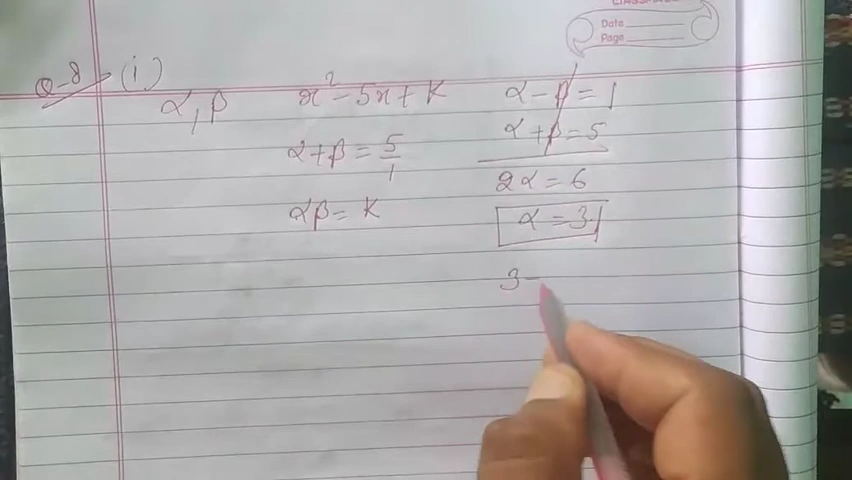 Date
Page
Q-8 (i)
α, β x² - 5x + K α - β = 1
α + β = 5/1 α + β = 5
2α = 6
αβ = K α = 3
3 -